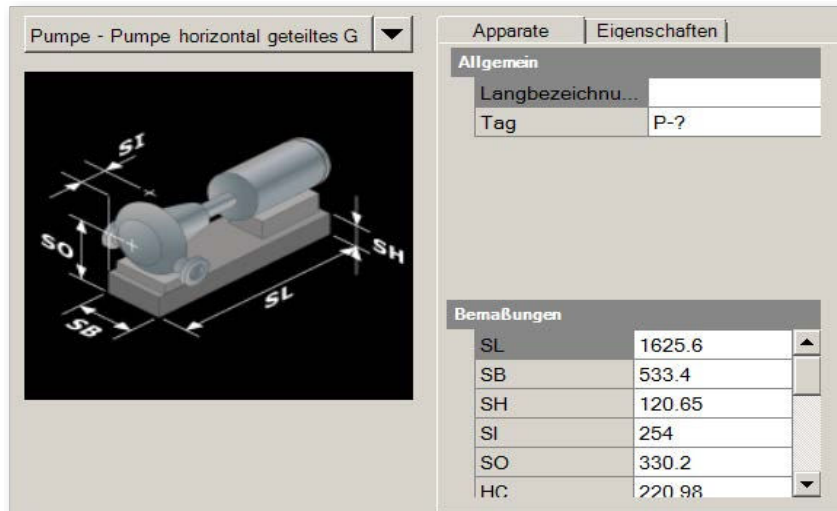 Pumpe - Pumpe horizontal geteiltes G
SI
SO
SH
SL
SB
Apparate
Eigenschaften
Allgemein
Langbezeichnu...
Tag P-?
Bemaßungen
SL 1625.6
SB 533.4
SH 120.65
SI 254
SO 330.2
HC 220.98